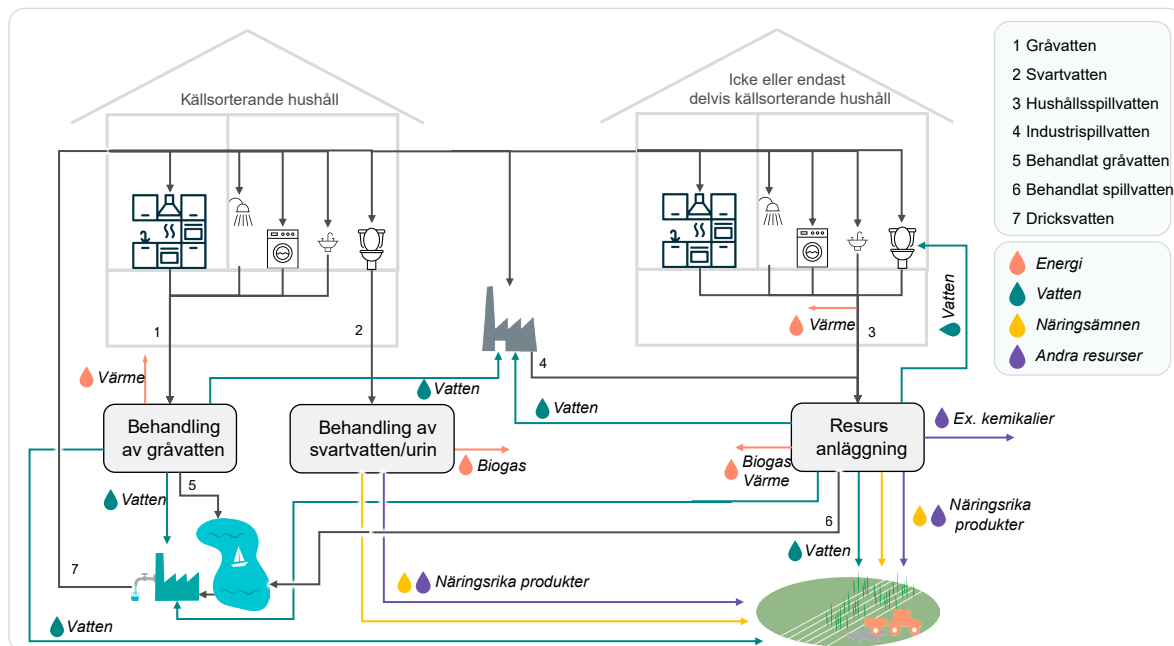 Källsorterande hushåll
Icke eller endast
delvis källsorterande hushåll
1 Gråvatten
2 Svartvatten
3 Hushållsspillvatten
4 Industrispillvatten
5 Behandlat gråvatten
6 Behandlat spillvatten
7 Dricksvatten
Energi
Vatten
Näringsämnen
Andra resurser
1
2
3
4
Värme
Värme
Vatten
Vatten
Vatten
Behandling
av gråvatten
Behandling av
svartvatten/urin
Resurs
anläggning
Ex. kemikalier
Biogas
Biogas
Värme
Vatten
5
6
7
Näringsrika
produkter
Vatten
Näringsrika produkter
Vatten